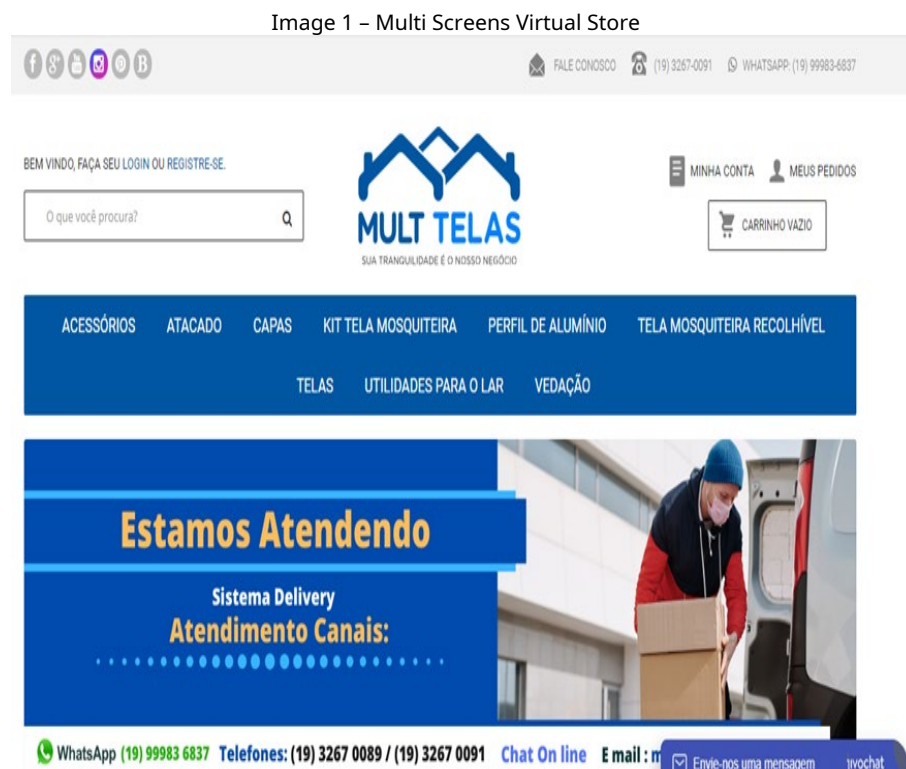 Image 1 – Multi Screens Virtual Store
FALE CONOSCO (19) 3267-0091 WHATSAPP: (19) 99983-6837
BEM VINDO, FAÇA SEU LOGIN OU REGISTRE-SE.
O que você procura?
MULT TELAS
SUA TRANQUILIDADE É O NOSSO NEGÓCIO
MINHA CONTA MEUS PEDIDOS
CARRINHO VAZIO
ACESSÓRIOS ATACADO CAPAS KIT TELA MOSQUITEIRA PERFIL DE ALUMÍNIO TELA MOSQUITEIRA RECOLHÍVEL
TELAS UTILIDADES PARA O LAR VEDAÇÃO
Estamos Atendendo
Sistema Delivery
Atendimento Canais:
WhatsApp (19) 99983 6837 Telefones: (19) 3267 0089 / (19) 3267 0091 Chat On line E mail :
Envie-nos uma mensagem